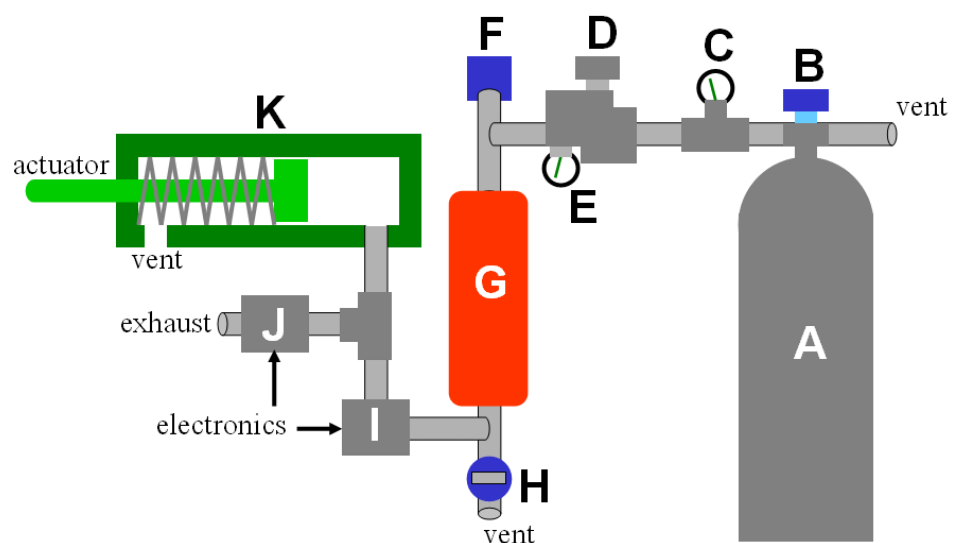 F
D
C
B
vent
K
actuator
E
vent
G
exhaust
J
A
electronics
I
H
vent